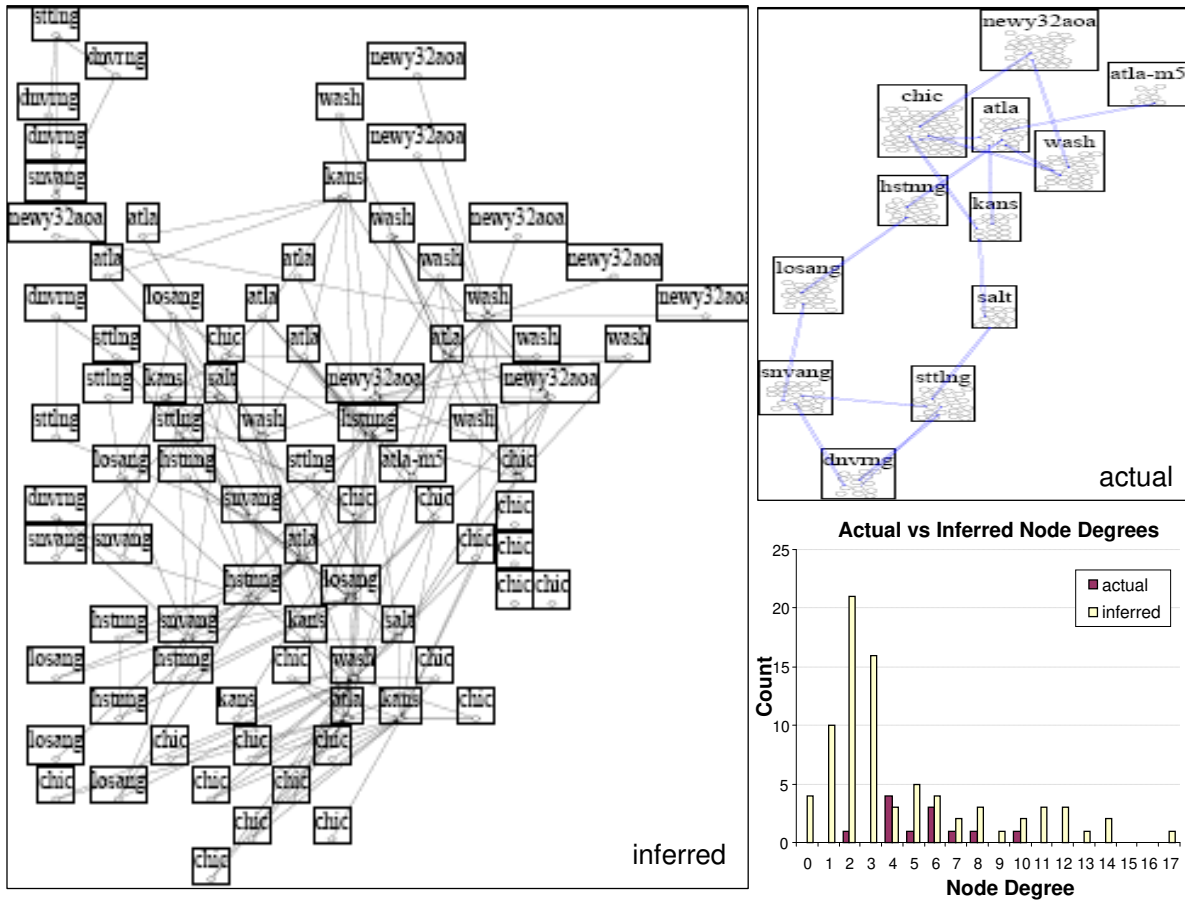 sttlng
dnvrng newy32aoa
dnvrng wash
dnvrng newy32aoa
snvang kans
newy32aoa atla wash newy32aoa
atla atla wash newy32aoa
dnvrng losang atla wash newy32aoa
sttlng chic atla atla wash wash
sttlng kans salt newy32aoa newy32aoa
sttlng sttlng wash hstnng wash
losang hstnng sttlng atla-m5 chic
dnvrng snvang chic chic chic
snvang snvang atla chic chic
hstnng losang chic chic
hstnng snvang kans salt
losang hstnng chic wash chic
hstnng kans atla kans chic
losang chic chic chic
chic losang chic chic
chic chic
chic
inferred
newy32aoa
atla-m5
chic atla
wash
hstnng kans
losang
salt
snvang sttlng
dnvrng
actual
Actual vs Inferred Node Degrees
25
20
15
10
5
0
Count
actual
inferred
0 1 2 3 4 5 6 7 8 9 10 11 12 13 14 15 16 17
Node Degree